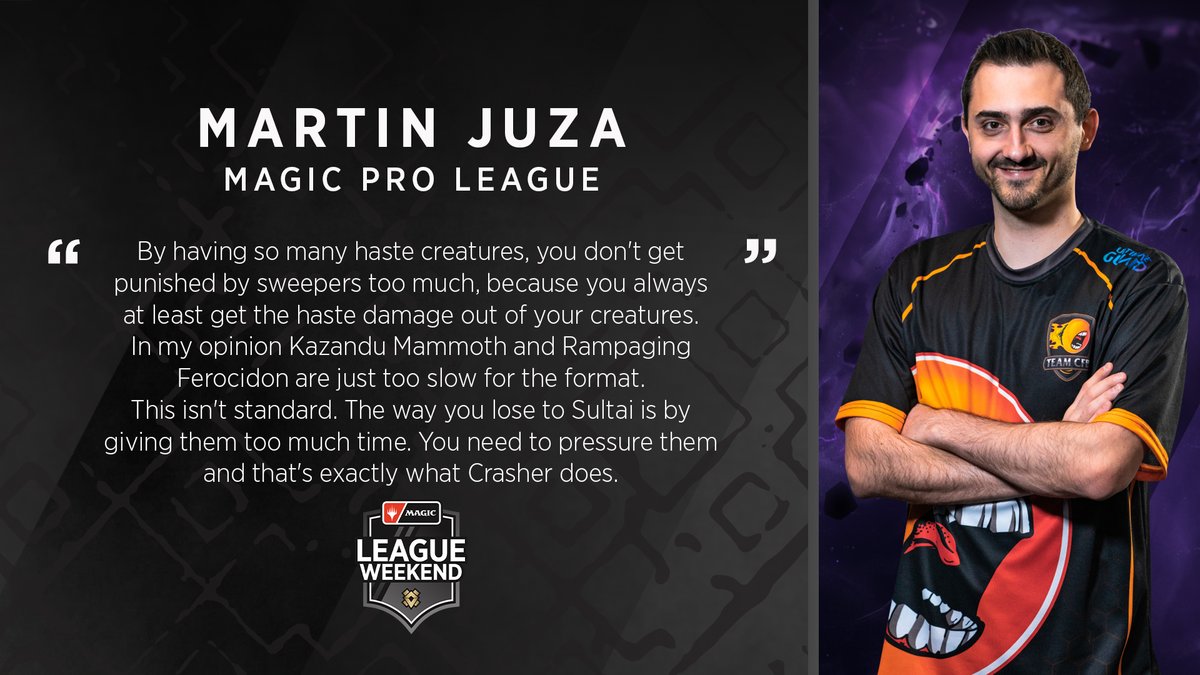 MARTIN JUZA
MAGIC PRO LEAGUE
“ By having so many haste creatures, you don't get ”
punished by sweepers too much, because you always
at least get the haste damage out of your creatures.
In my opinion Kazandu Mammoth and Rampaging
Ferocidon are just too slow for the format.
This isn't standard. The way you lose to Sultai is by
giving them too much time. You need to pressure them
and that's exactly what Crasher does.
MAGIC
LEAGUE
WEEKEND
ULTIMATE
GUARD
TEAM CFB